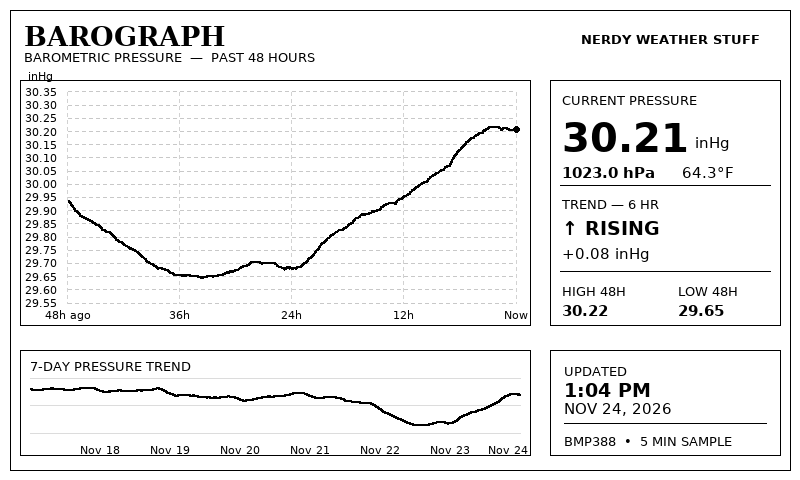 BAROGRAPH
BAROMETRIC PRESSURE — PAST 48 HOURS
NERDY WEATHER STUFF
inHg
30.35
30.30
30.25
30.20
30.15
30.10
30.05
30.00
29.95
29.90
29.85
29.80
29.75
29.70
29.65
29.60
29.55
48h ago 36h 24h 12h Now
CURRENT PRESSURE
30.21 inHg
1023.0 hPa 64.3°F
TREND — 6 HR
↑ RISING
+0.08 inHg
HIGH 48H LOW 48H
30.22 29.65
7-DAY PRESSURE TREND
Nov 18 Nov 19 Nov 20 Nov 21 Nov 22 Nov 23 Nov 24
UPDATED
1:04 PM
NOV 24, 2026
BMP388 • 5 MIN SAMPLE